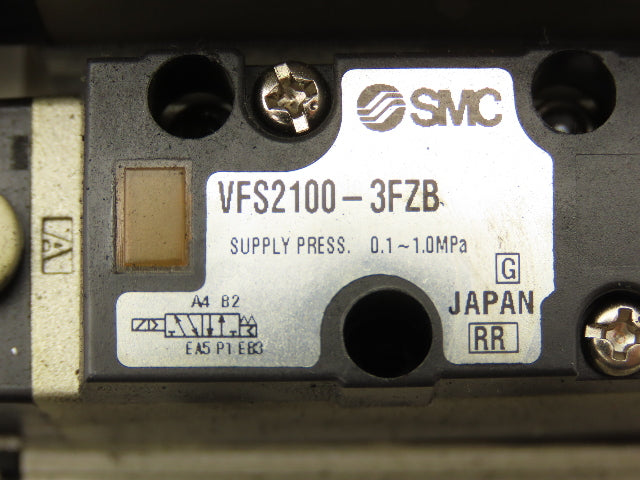 SMC
VFS2100-3FZB
SUPPLY PRESS. 0.1~1.0MPa
G
JAPAN
RR
A4 B2
EA5 P1 EB3
A